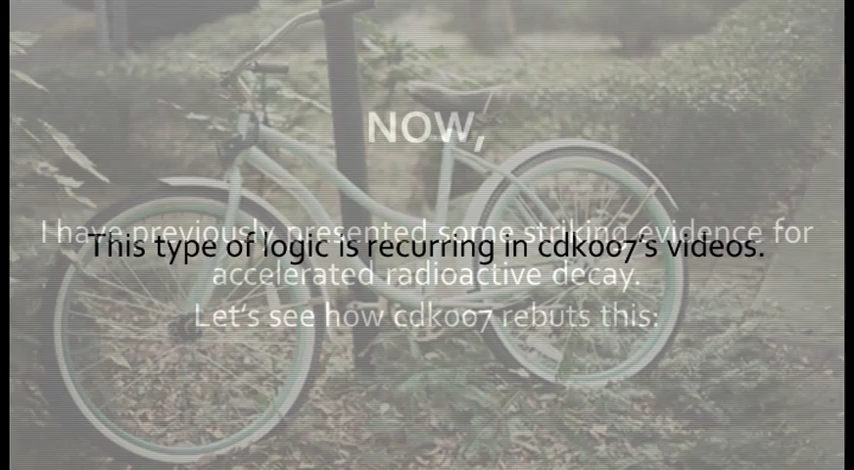 NOW,
I have previously presented some striking evidence for
This type of logic is recurring in cdk007's videos.
accelerated radioactive decay.
Let's see how cdk007 rebuts this: